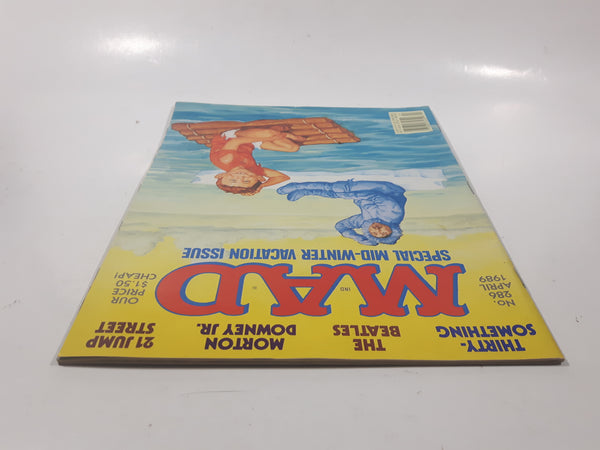 THIRTY-
SOMETHING
THE
BEATLES
MORTON
DOWNEY JR.
21 JUMP
STREET
No.
286
APRIL
1989
MAD
IND
OUR
PRICE
$1.50
CHEAP!
SPECIAL MID-WINTER VACATION ISSUE